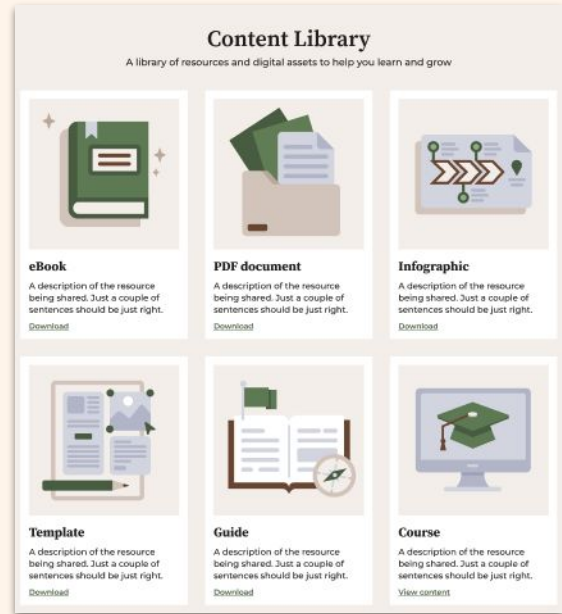 Content Library
A library of resources and digital assets to help you learn and grow
eBook
A description of the resource
being shared. Just a couple of
sentences should be just right.
Download
PDF document
A description of the resource
being shared. Just a couple of
sentences should be just right.
Download
Infographic
A description of the resource
being shared. Just a couple of
sentences should be just right.
Download
Template
A description of the resource
being shared. Just a couple of
sentences should be just right.
Download
Guide
A description of the resource
being shared. Just a couple of
sentences should be just right.
Download
Course
A description of the resource
being shared. Just a couple of
sentences should be just right.
View content